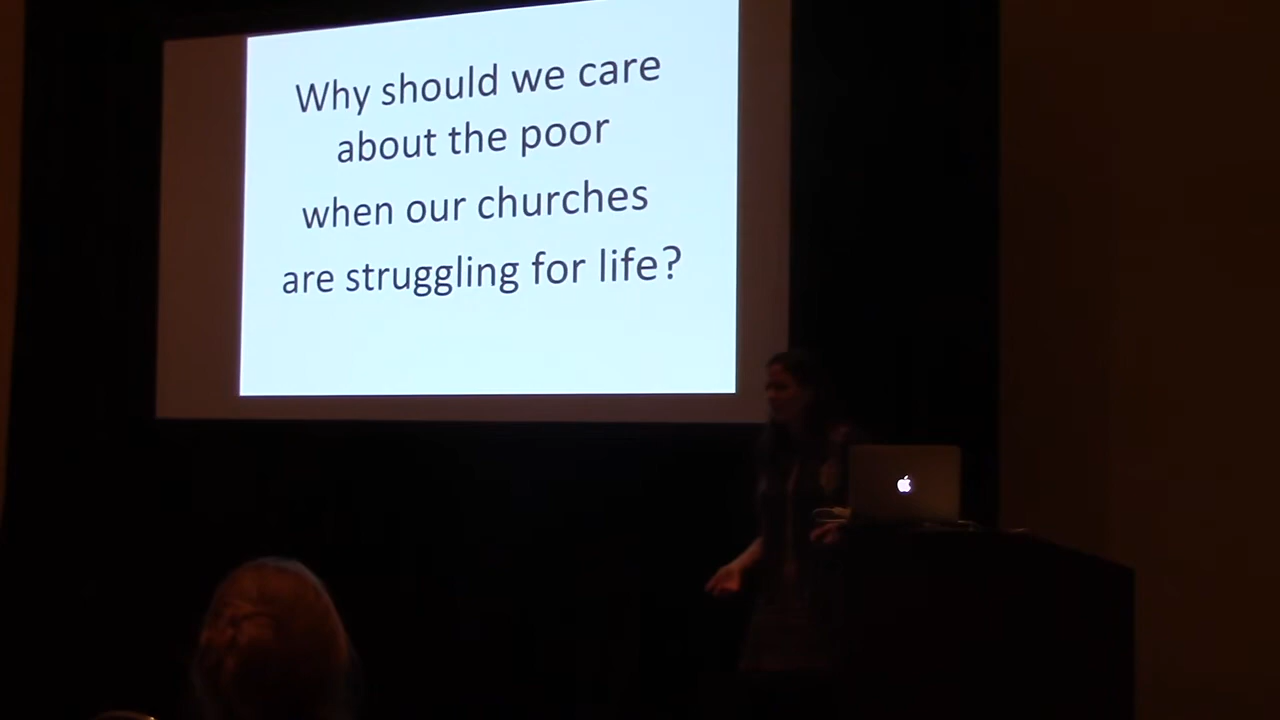 Why should we care
about the poor
when our churches
are struggling for life?